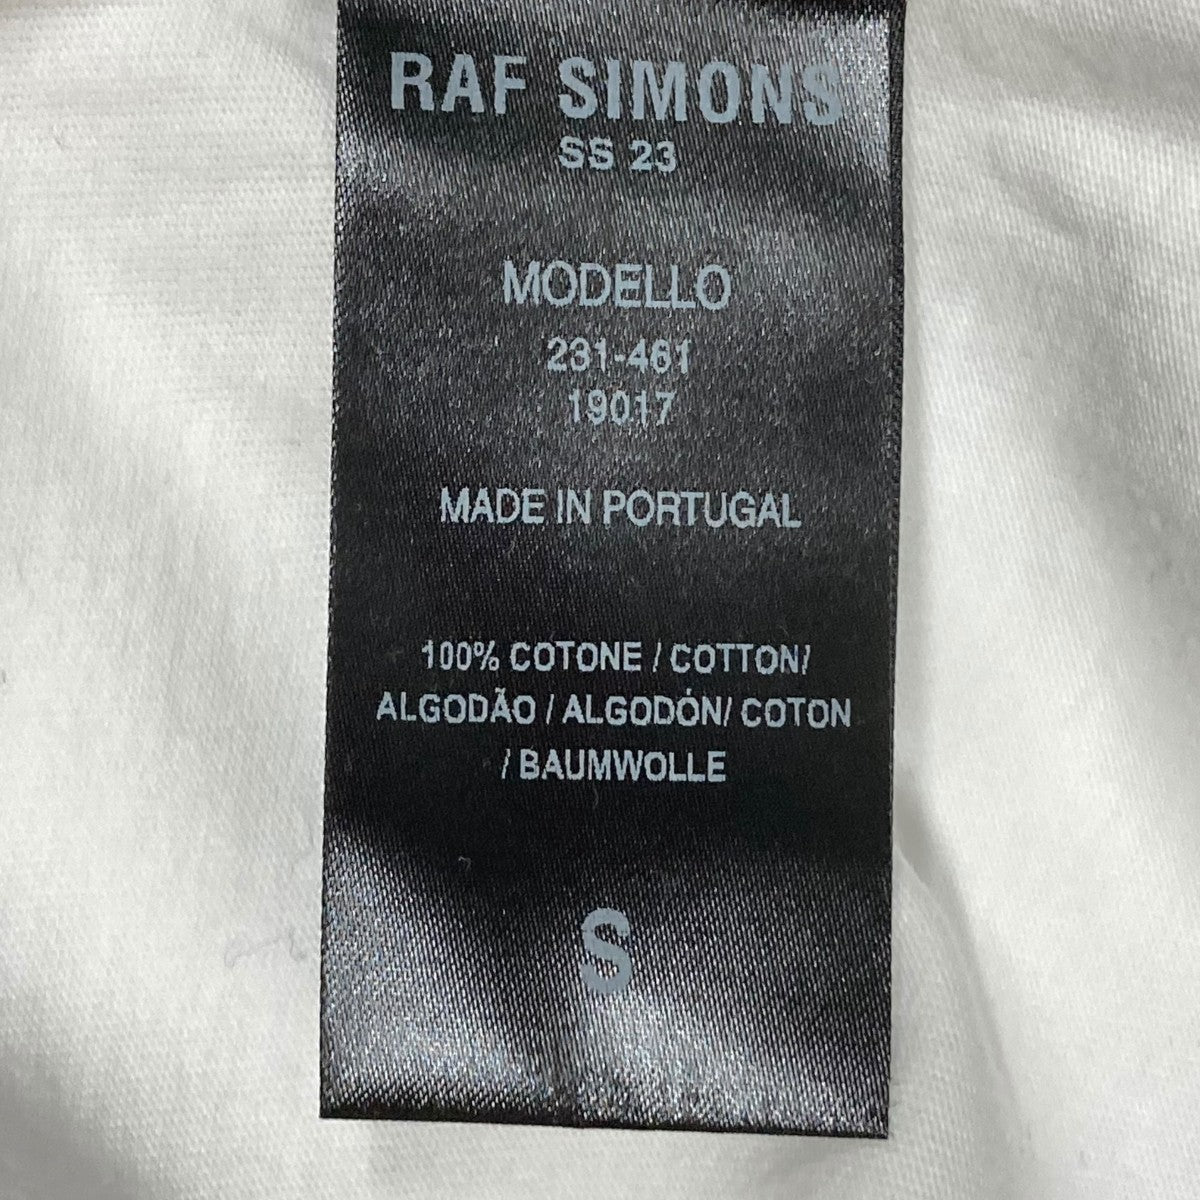 RAF SIMONS
SS 23
MODELLO
231-461
19017
MADE IN PORTUGAL
100% COTONE / COTTON/
ALGODÃO / ALGODÓN/ COTON
/ BAUMWOLLE
S